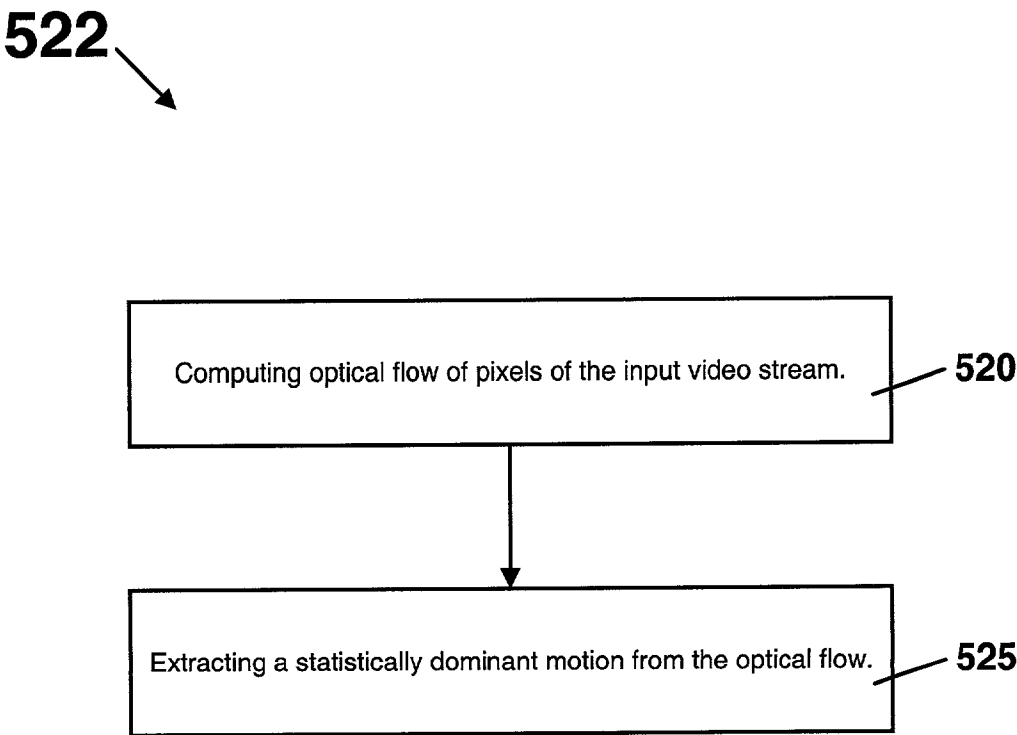 522
Computing optical flow of pixels of the input video stream.
520
Extracting a statistically dominant motion from the optical flow.
525